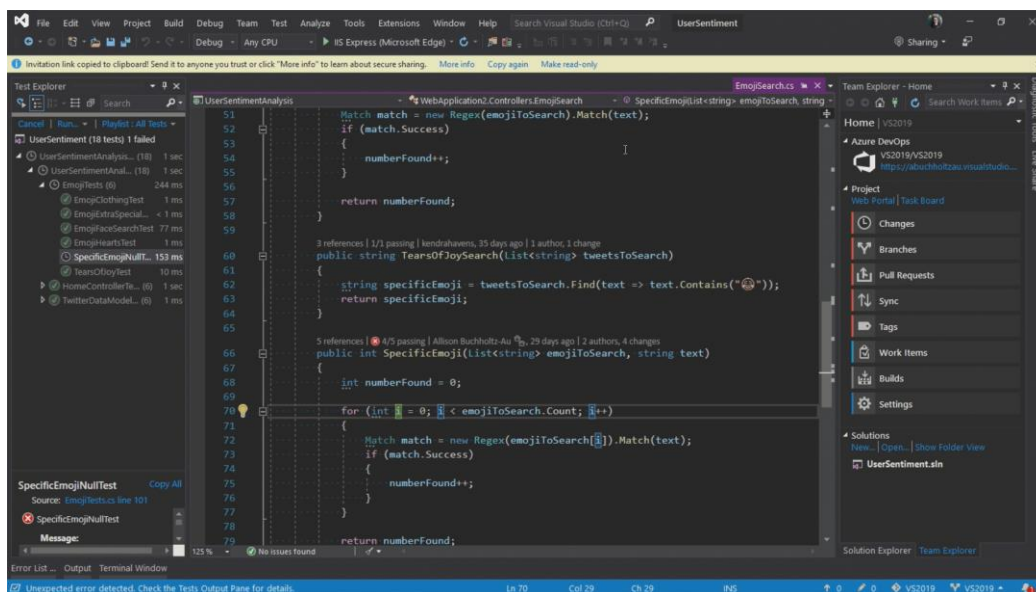 File Edit View Project Build Debug Team Test Analyze Tools Extensions Window Help Search Visual Studio (Ctrl+Q) UserSentiment
Debug Any CPU IIS Express (Microsoft Edge) Sharing
Invitation link copied to clipboard! Send it to anyone you trust or click "More info" to learn about secure sharing. More info Copy again Make read-only
Test Explorer
Search
Cancel | Run... | Playlist : All Tests
UserSentiment (18 tests) 1 failed
UserSentimentAnalysis... (18) 1 sec
UserSentimentAnal... (18) 1 sec
EmojiTests (6) 244 ms
EmojiClothingTest 1 ms
EmojiExtraSpecial... < 1 ms
EmojiFaceSearchTest 77 ms
EmojiHeartsTest 1 ms
SpecificEmojiNullT... 153 ms
TearsOfJoyTest 10 ms
HomeControllerTe... (6) 1 sec
TwitterDataModel... (6) 1 ms
SpecificEmojiNullTest Copy All
Source: EmojiTests.cs line 101
SpecificEmojiNullTest
Message:
EmojiSearch.cs
UserSentimentAnalysis WebApplication2.Controllers.EmojiSearch SpecificEmoji(List<string> emojiToSearch, string
51 Match match = new Regex(emojiToSearch).Match(text);
52 if (match.Success)
53 {
54 numberFound++;
55 }
56
57 return numberFound;
58 }
59
3 references | 1/1 passing | kendrahavens, 35 days ago | 1 author, 1 change
60 public string TearsOfJoySearch(List<string> tweetsToSearch)
61 {
62 string specificEmoji = tweetsToSearch.Find(text => text.Contains("😂"));
63 return specificEmoji;
64 }
65
5 references | 4/5 passing | Allison Buchholtz-Au, 29 days ago | 2 authors, 4 changes
66 public int SpecificEmoji(List<string> emojiToSearch, string text)
67 {
68 int numberFound = 0;
69
70 for (int i = 0; i < emojiToSearch.Count; i++)
71 {
72 Match match = new Regex(emojiToSearch[i]).Match(text);
73 if (match.Success)
74 {
75 numberFound++;
76 }
77 }
78
79 return numberFound;
125 % No issues found
Team Explorer - Home
Search Work Items
Home | VS2019
Azure DevOps
VS2019/VS2019
https://abuchholtzau.visualstudio....
Project
Web Portal | Task Board
Changes
Branches
Pull Requests
Sync
Tags
Work Items
Builds
Settings
Solutions
New... | Open... | Show Folder View
UserSentiment.sln
Solution Explorer Team Explorer
Error List ... Output Terminal Window
Unexpected error detected. Check the Tests Output Pane for details. Ln 70 Col 29 Ch 29 INS 0 0 VS2019 VS2019